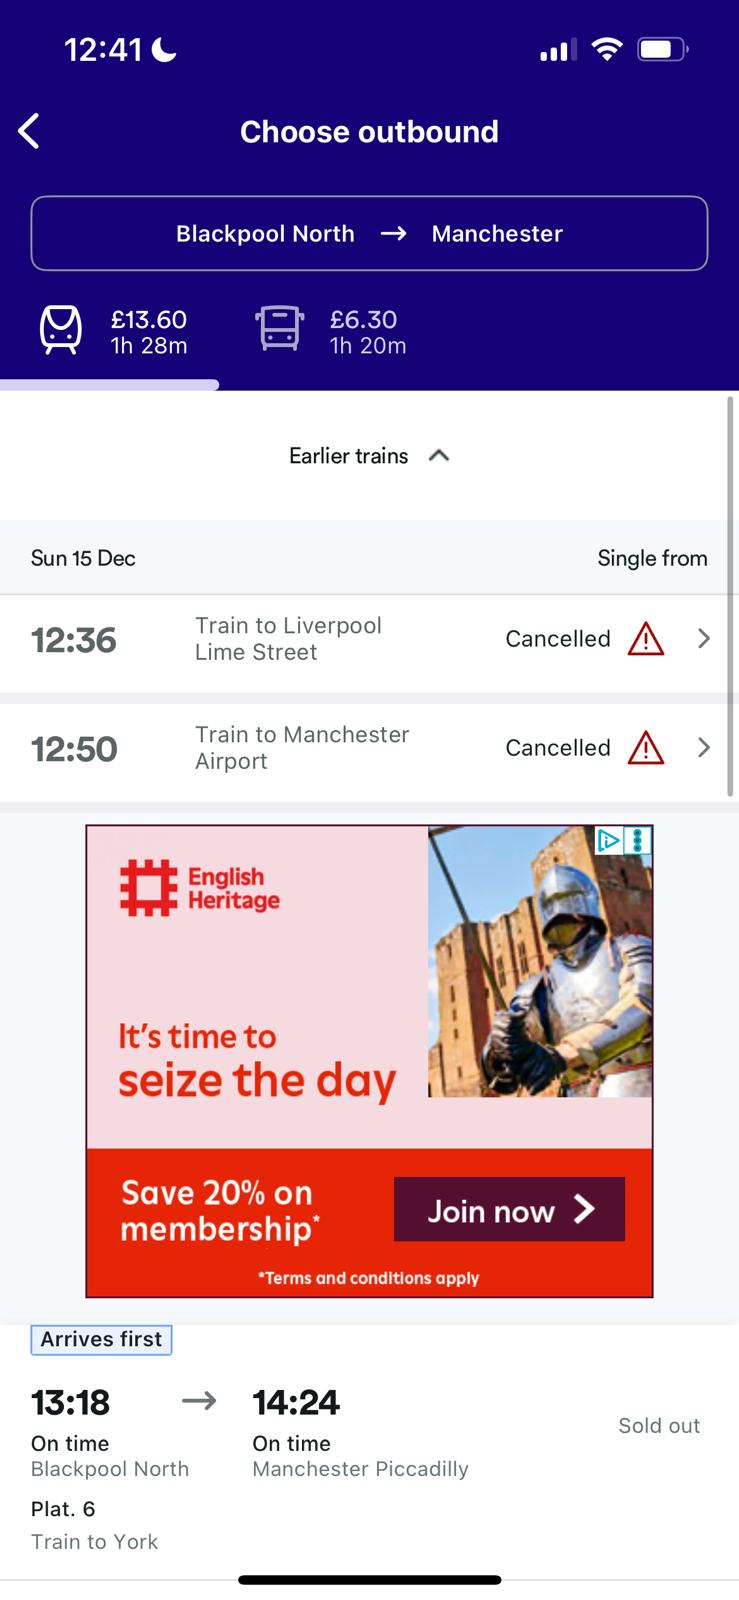 12:41
Choose outbound
Blackpool North → Manchester
£13.60
1h 28m
£6.30
1h 20m
Earlier trains
Sun 15 Dec Single from
12:36
Train to Liverpool
Lime Street
Cancelled
12:50
Train to Manchester
Airport
Cancelled
English
Heritage
It's time to
seize the day
Save 20% on
membership*
Join now
*Terms and conditions apply
Arrives first
13:18 → 14:24
On time On time
Blackpool North Manchester Piccadilly
Sold out
Plat. 6
Train to York